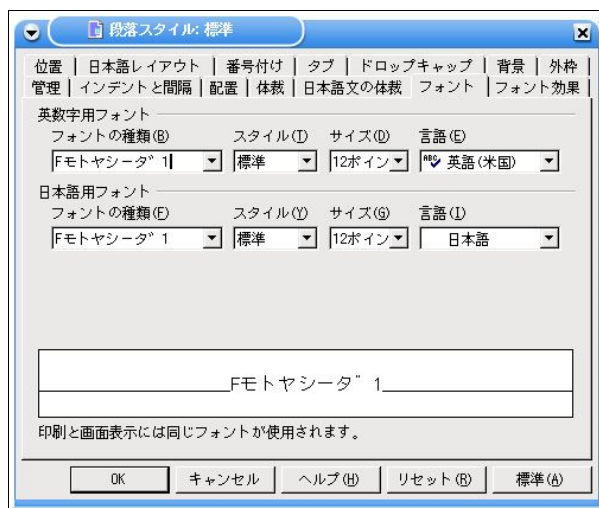 段落スタイル: 標準
位置 日本語レイアウト 番号付け タブ ドロップキャップ 背景 外枠
管理 インデントと間隔 配置 体裁 日本語文の体裁 フォント フォント効果
英数字用フォント
フォントの種類(B) スタイル(T) サイズ(D) 言語(E)
Fモトヤシータ゛1 標準 12ポイン ABC 英語(米国)
日本語用フォント
フォントの種類(F) スタイル(Y) サイズ(G) 言語(I)
Fモトヤシータ゛1 標準 12ポイン 日本語
Fモトヤシータ゛1
印刷と画面表示には同じフォントが使用されます。
OK キャンセル ヘルプ(H) リセット(R) 標準(A)